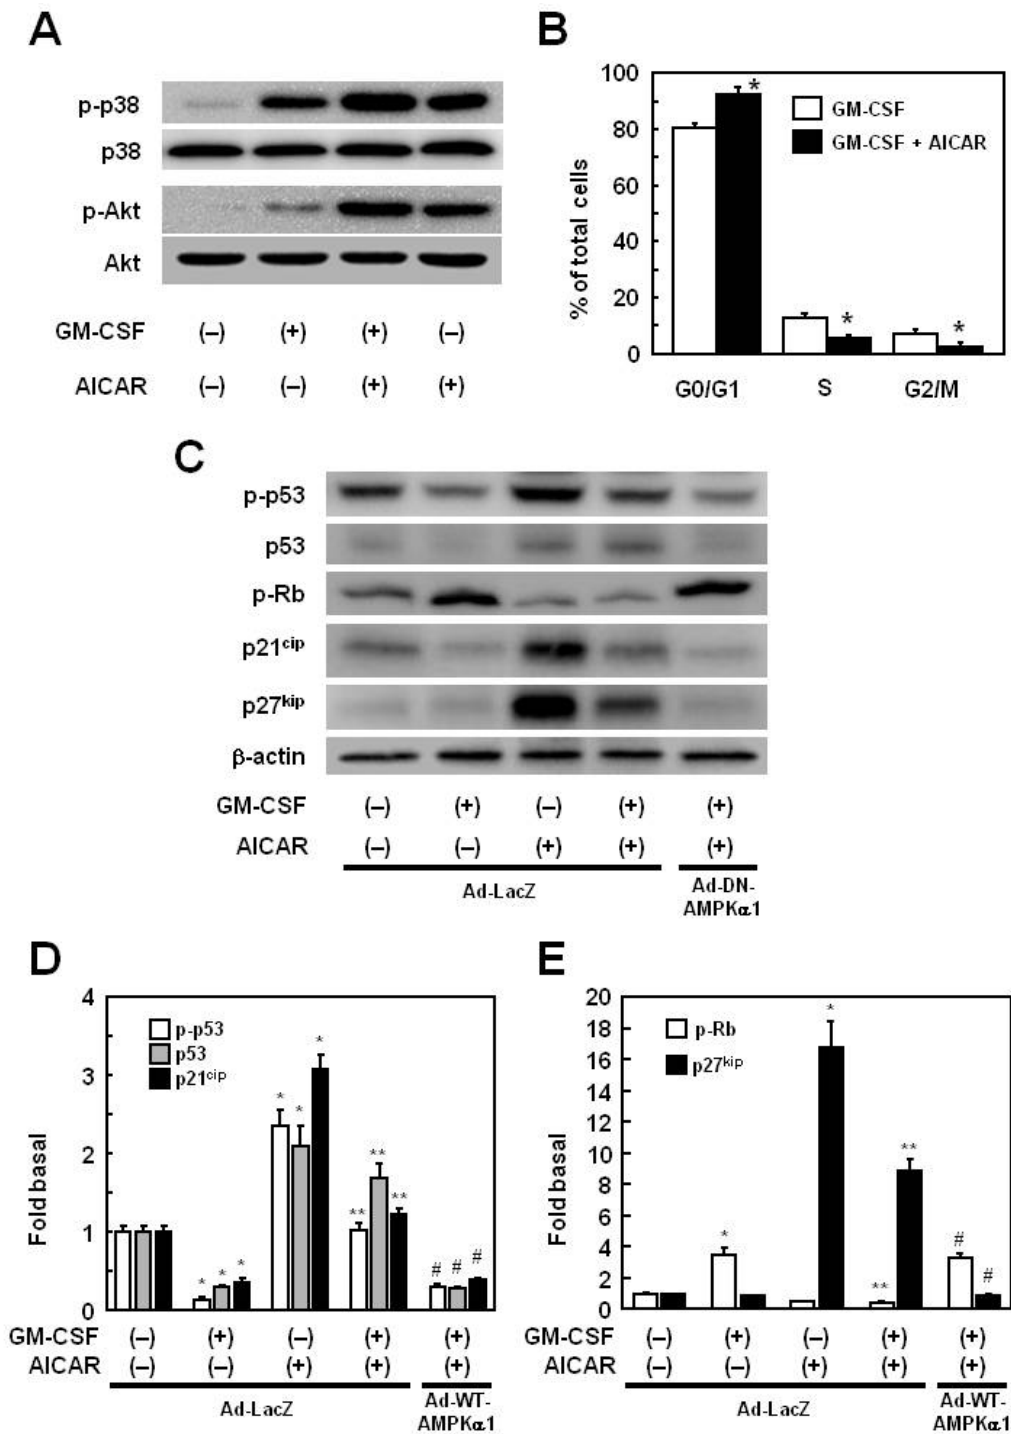 A
p-p38
p38
p-Akt
Akt
GM-CSF (–) (+) (+) (–)
AICAR (–) (–) (+) (+)
B
100
80
60
40
20
0
% of total cells
GM-CSF
GM-CSF + AICAR
*
*
*
G0/G1 S G2/M
C
p-p53
p53
p-Rb
p21cip
p27kip
β-actin
GM-CSF (–) (+) (–) (+) (+)
AICAR (–) (–) (+) (+) (+)
Ad-LacZ
Ad-DN-
AMPKα1
D
4
3
2
1
0
Fold basal
p-p53
p53
p21cip
* * *
* * *
** ** **
# # #
GM-CSF (–) (+) (–) (+) (+)
AICAR (–) (–) (+) (+) (+)
Ad-LacZ
Ad-WT-
AMPKα1
E
20
18
16
14
12
10
8
6
4
2
0
Fold basal
p-Rb
p27kip
*
*
** **
# #
GM-CSF (–) (+) (–) (+) (+)
AICAR (–) (–) (+) (+) (+)
Ad-LacZ
Ad-WT-
AMPKα1